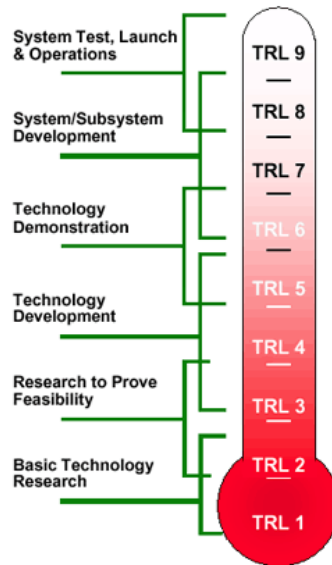 System Test, Launch
& Operations
System/Subsystem
Development
Technology
Demonstration
Technology
Development
Research to Prove
Feasibility
Basic Technology
Research
TRL 9
TRL 8
TRL 7
TRL 6
TRL 5
TRL 4
TRL 3
TRL 2
TRL 1